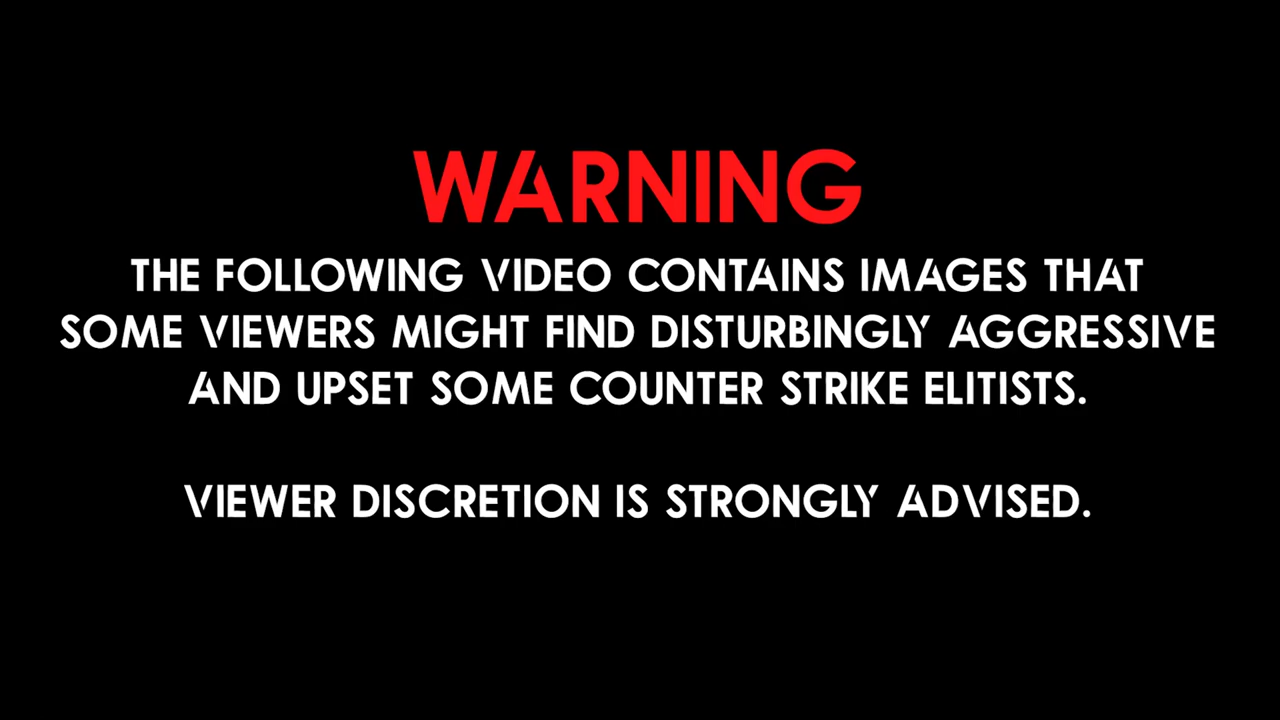 WARNING
THE FOLLOWING VIDEO CONTAINS IMAGES THAT
SOME VIEWERS MIGHT FIND DISTURBINGLY AGGRESSIVE
AND UPSET SOME COUNTER STRIKE ELITISTS.
VIEWER DISCRETION IS STRONGLY ADVISED.